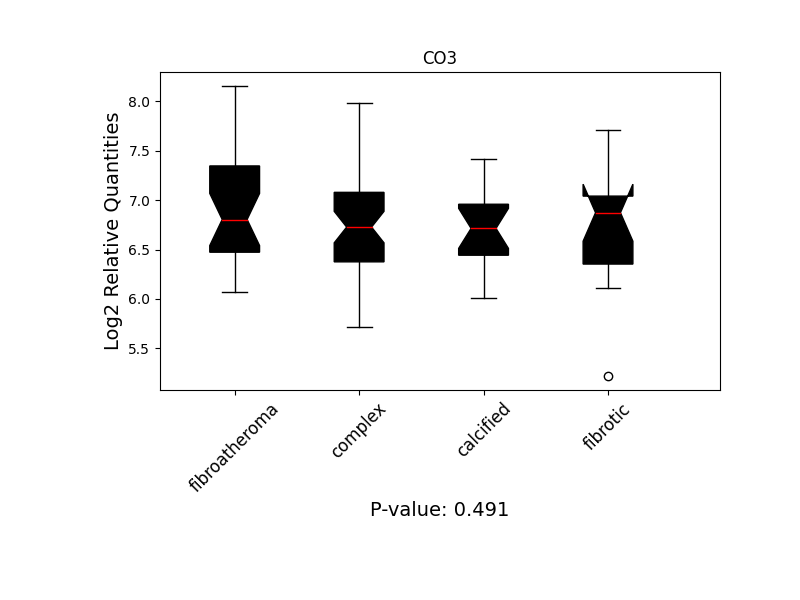 CO3
Log2 Relative Quantities
8.0
7.5
7.0
6.5
6.0
5.5
fibroatheroma
complex
calcified
fibrotic
P-value: 0.491